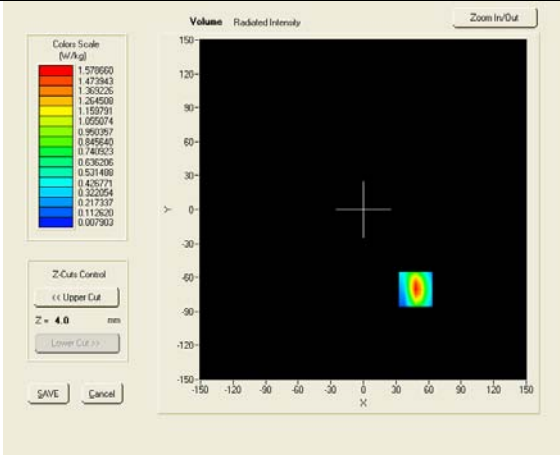 Volume Radiated Intensity
Zoom In/Out
Colors Scale
(W/kg)
1.578660
1.473943
1.369226
1.264508
1.159791
1.055074
0.950357
0.845640
0.740923
0.636206
0.531488
0.426771
0.322054
0.217337
0.112620
0.007903
Z-Cuts Control
<< Upper Cut
Z = 4.0 mm
Lower Cut >>
SAVE Cancel
150
120
90
60
30
0
-30
-60
-90
-120
-150
Y
-150 -120 -90 -60 -30 0 30 60 90 120 150
X